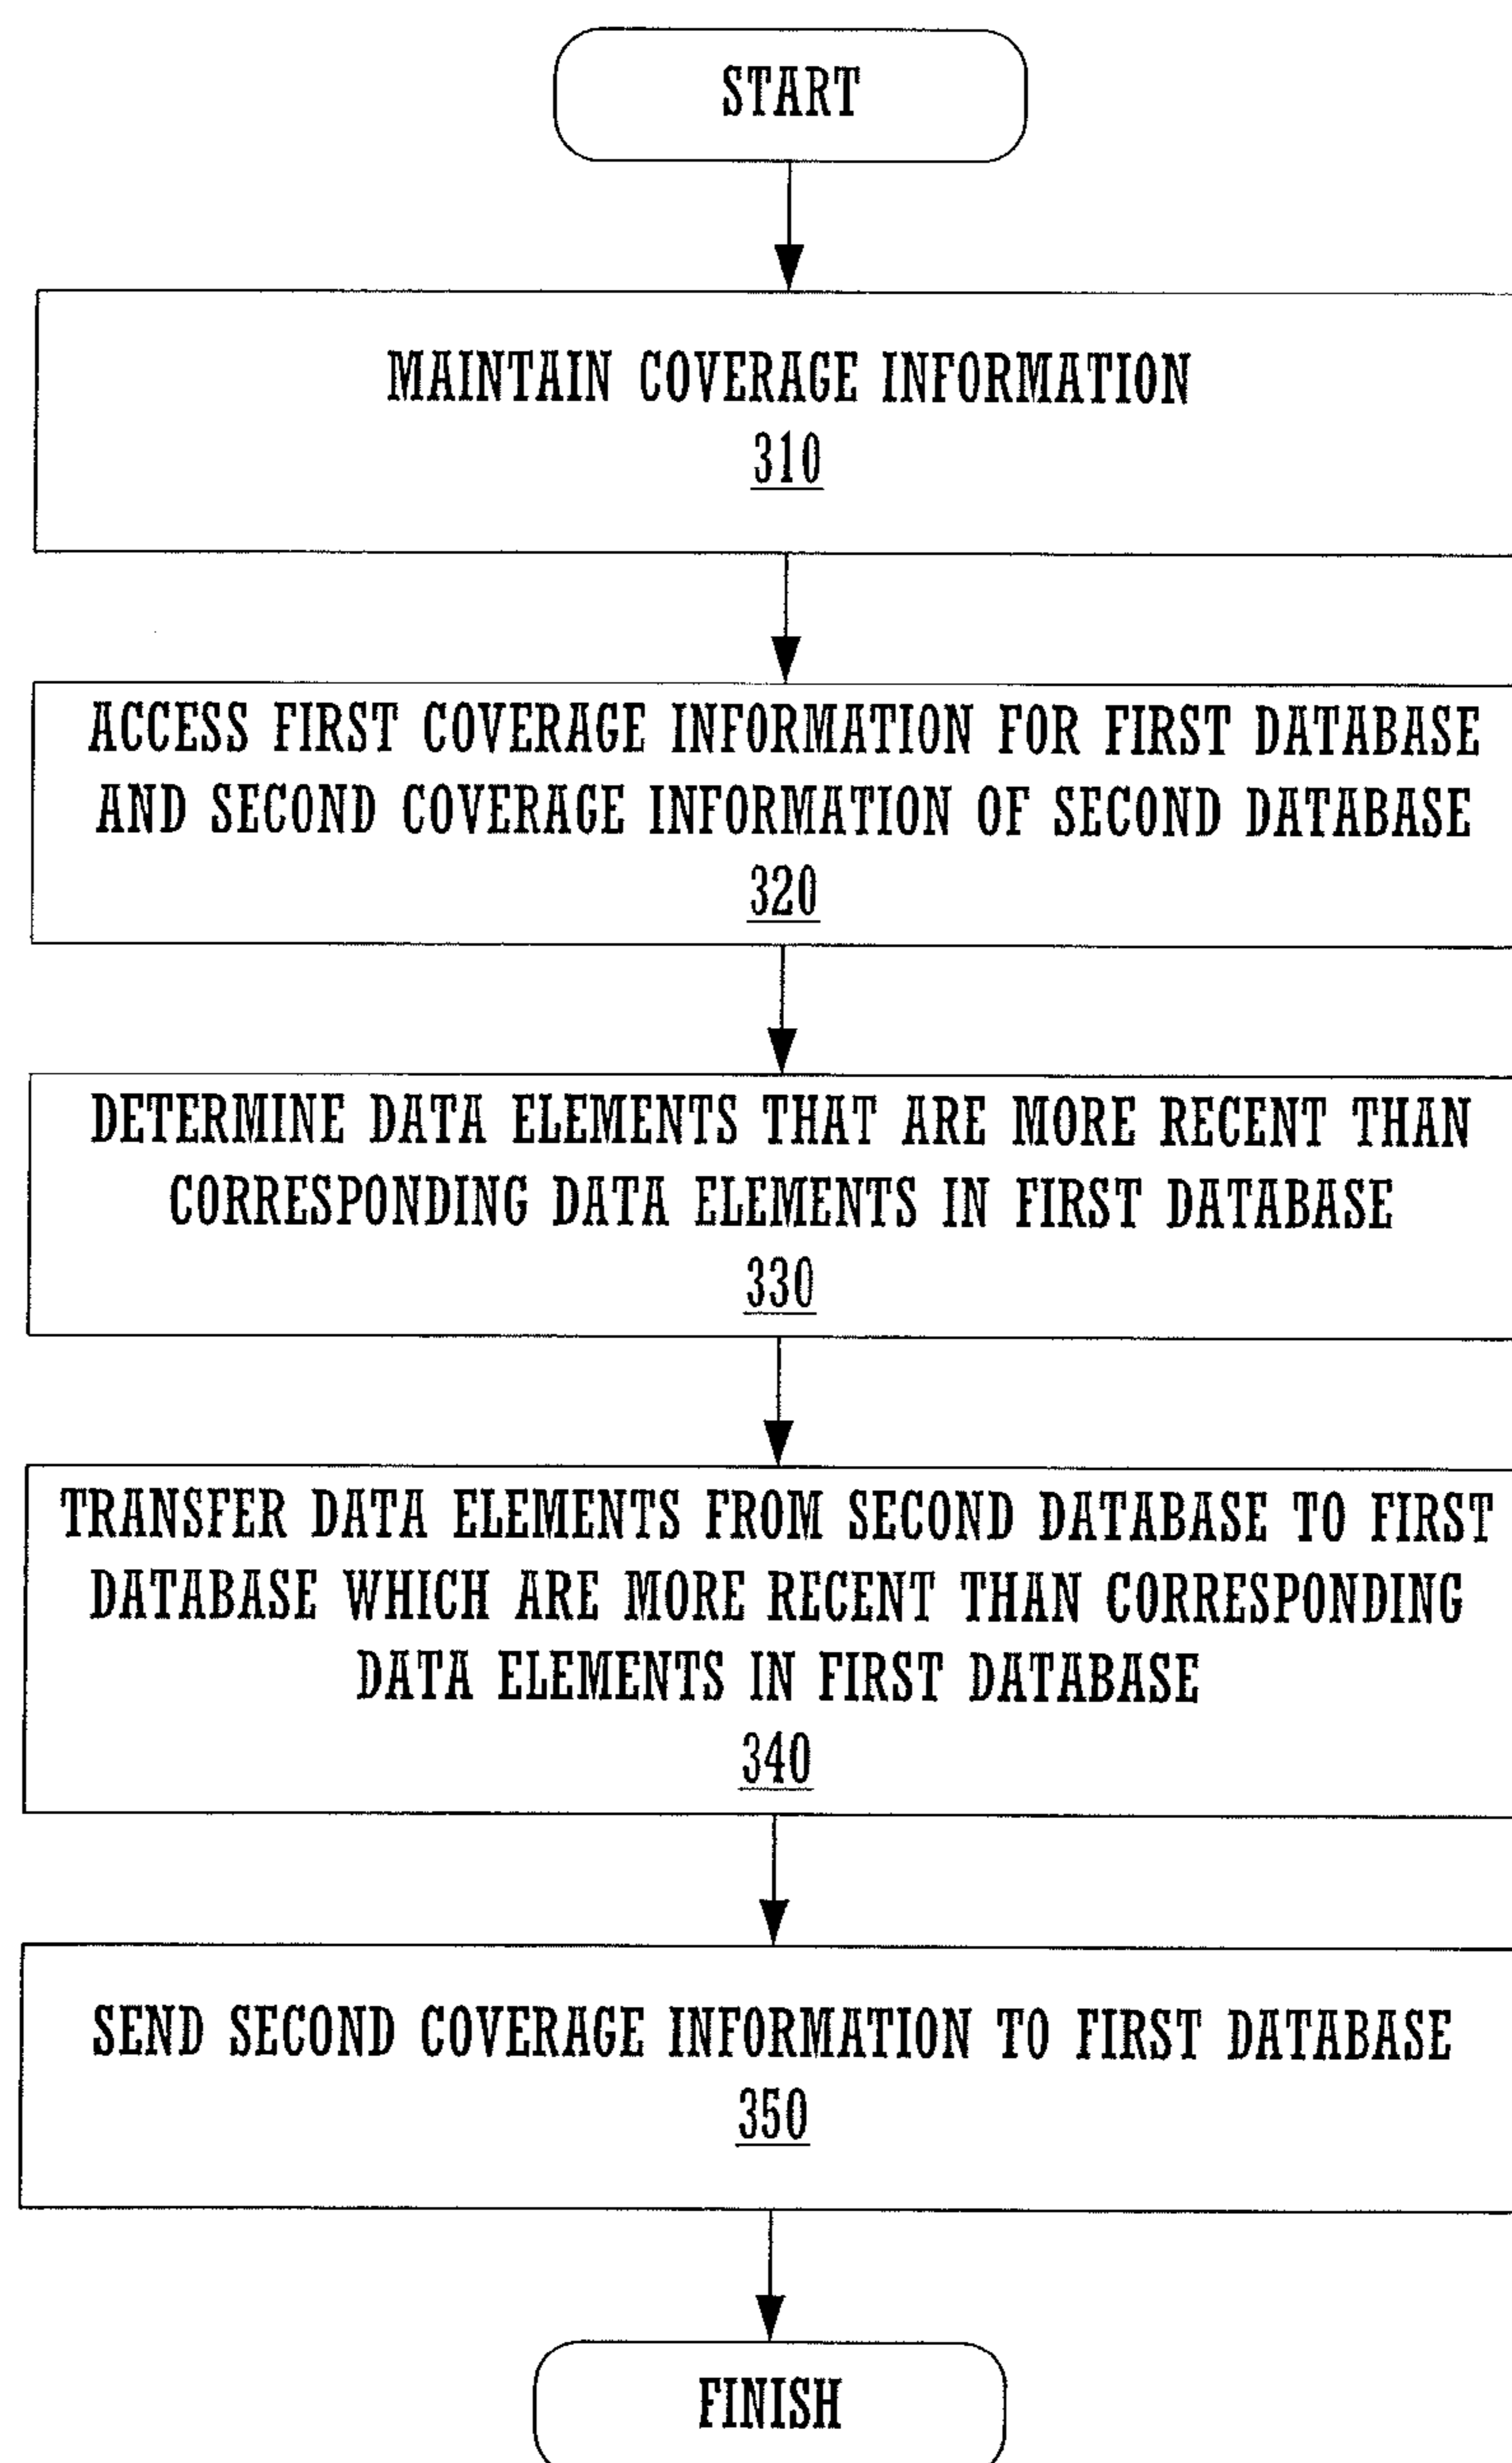 START
MAINTAIN COVERAGE INFORMATION
310
ACCESS FIRST COVERAGE INFORMATION FOR FIRST DATABASE
AND SECOND COVERAGE INFORMATION OF SECOND DATABASE
320
DETERMINE DATA ELEMENTS THAT ARE MORE RECENT THAN
CORRESPONDING DATA ELEMENTS IN FIRST DATABASE
330
TRANSFER DATA ELEMENTS FROM SECOND DATABASE TO FIRST
DATABASE WHICH ARE MORE RECENT THAN CORRESPONDING
DATA ELEMENTS IN FIRST DATABASE
340
SEND SECOND COVERAGE INFORMATION TO FIRST DATABASE
350
FINISH